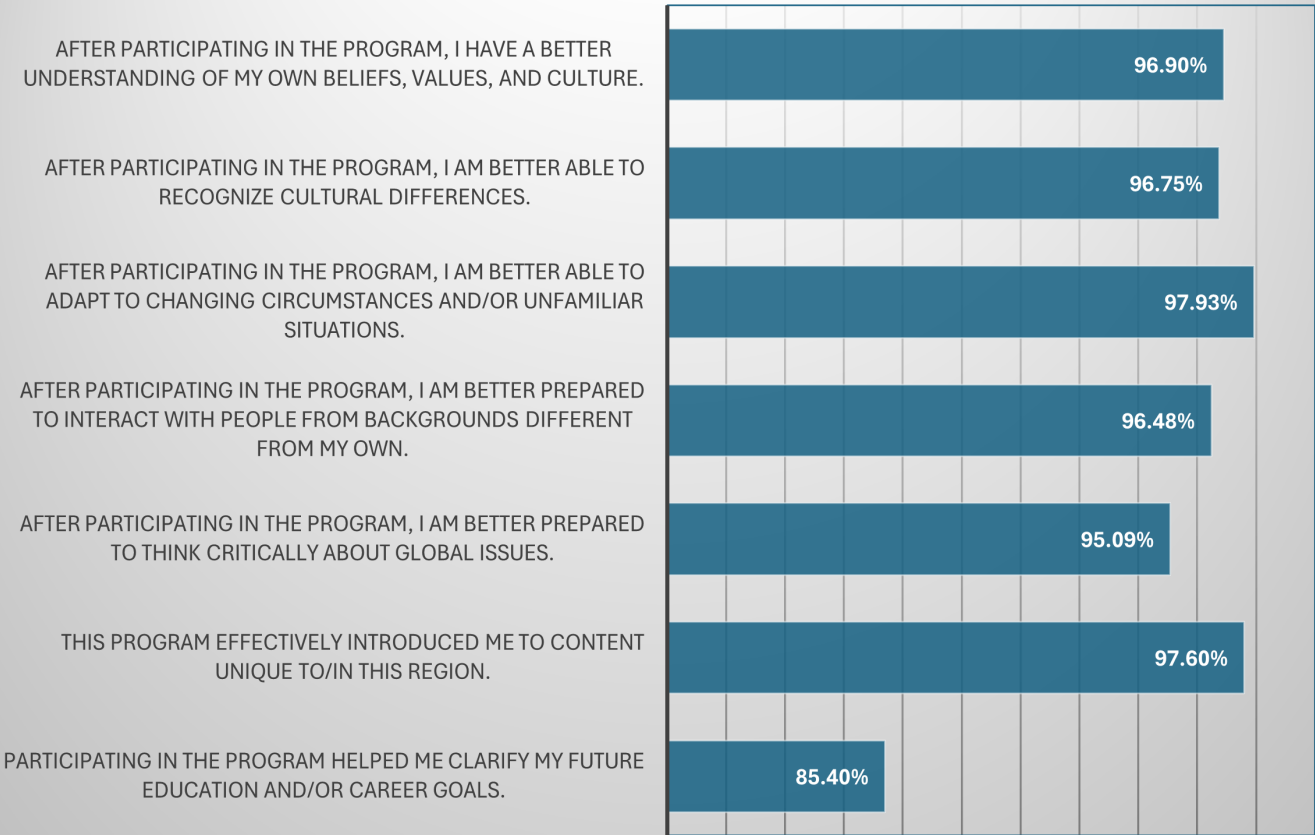 AFTER PARTICIPATING IN THE PROGRAM, I HAVE A BETTER
UNDERSTANDING OF MY OWN BELIEFS, VALUES, AND CULTURE.
96.90%
AFTER PARTICIPATING IN THE PROGRAM, I AM BETTER ABLE TO
RECOGNIZE CULTURAL DIFFERENCES.
96.75%
AFTER PARTICIPATING IN THE PROGRAM, I AM BETTER ABLE TO
ADAPT TO CHANGING CIRCUMSTANCES AND/OR UNFAMILIAR
SITUATIONS.
97.93%
AFTER PARTICIPATING IN THE PROGRAM, I AM BETTER PREPARED
TO INTERACT WITH PEOPLE FROM BACKGROUNDS DIFFERENT
FROM MY OWN.
96.48%
AFTER PARTICIPATING IN THE PROGRAM, I AM BETTER PREPARED
TO THINK CRITICALLY ABOUT GLOBAL ISSUES.
95.09%
THIS PROGRAM EFFECTIVELY INTRODUCED ME TO CONTENT
UNIQUE TO/IN THIS REGION.
97.60%
PARTICIPATING IN THE PROGRAM HELPED ME CLARIFY MY FUTURE
EDUCATION AND/OR CAREER GOALS.
85.40%